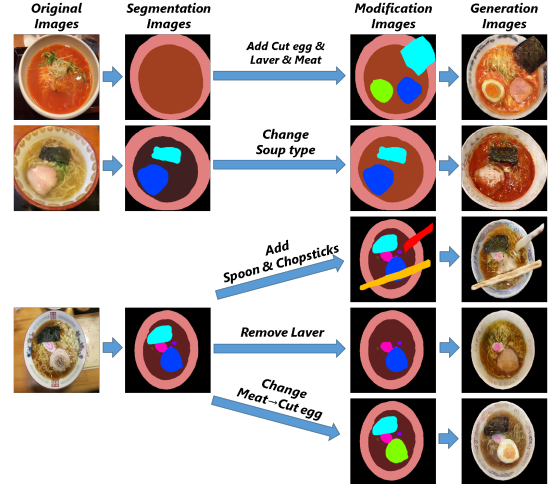 Original Images
Segmentation Images
Modification Images
Generation Images
Add Cut egg &
Laver & Meat
Change
Soup type
Add
Spoon & Chopsticks
Remove Laver
Change
Meat→Cut egg